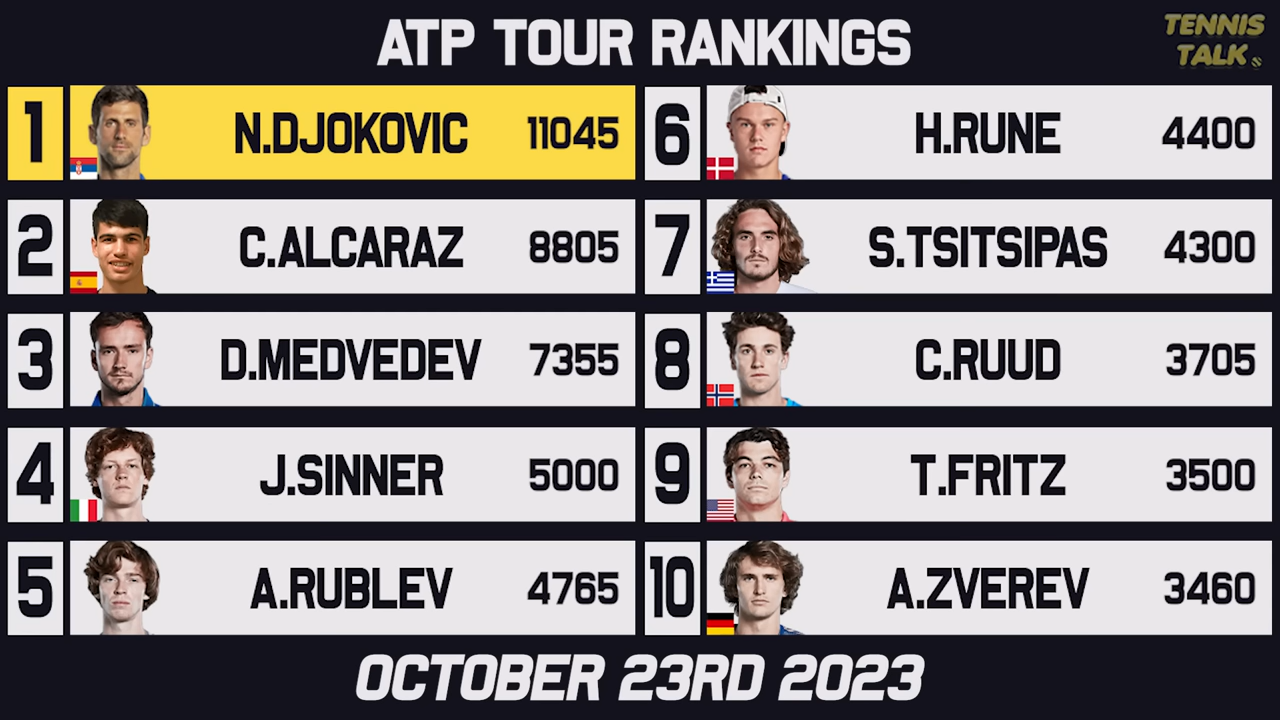 ATP TOUR RANKINGS
TENNIS
TALK.
1 N.DJOKOVIC 11045
2 C.ALCARAZ 8805
3 D.MEDVEDEV 7355
4 J.SINNER 5000
5 A.RUBLEV 4765
6 H.RUNE 4400
7 S.TSITSIPAS 4300
8 C.RUUD 3705
9 T.FRITZ 3500
10 A.ZVEREV 3460
OCTOBER 23RD 2023